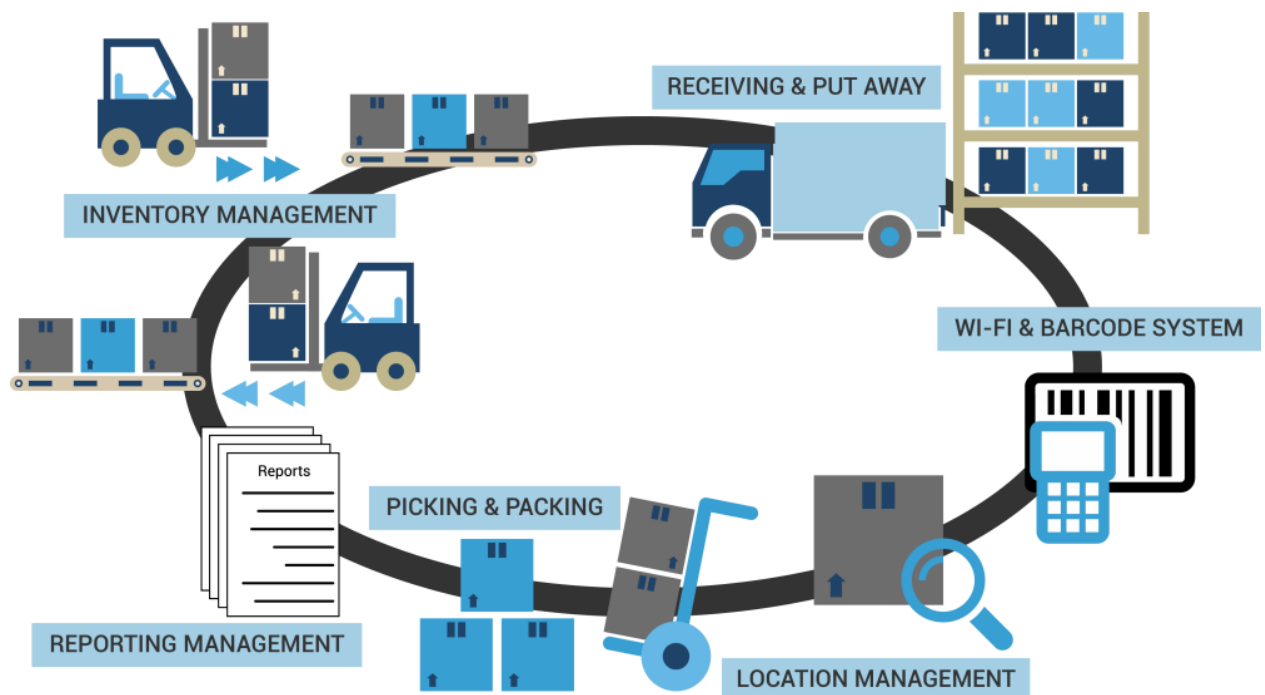 RECEIVING & PUT AWAY
INVENTORY MANAGEMENT
WI-FI & BARCODE SYSTEM
Reports
PICKING & PACKING
REPORTING MANAGEMENT
LOCATION MANAGEMENT